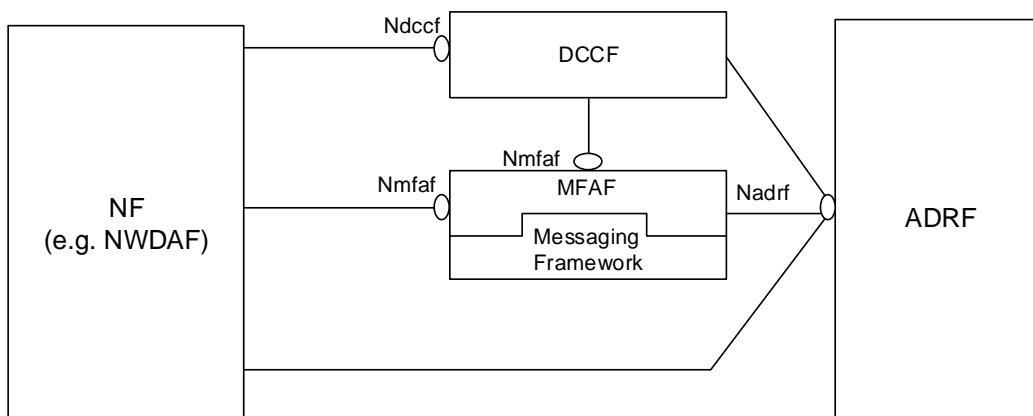 Ndccf
DCCF
Nmfaf
Nmfaf
MFAF
Nadrf
NF
(e.g. NWDAF)
Messaging
Framework
ADRF